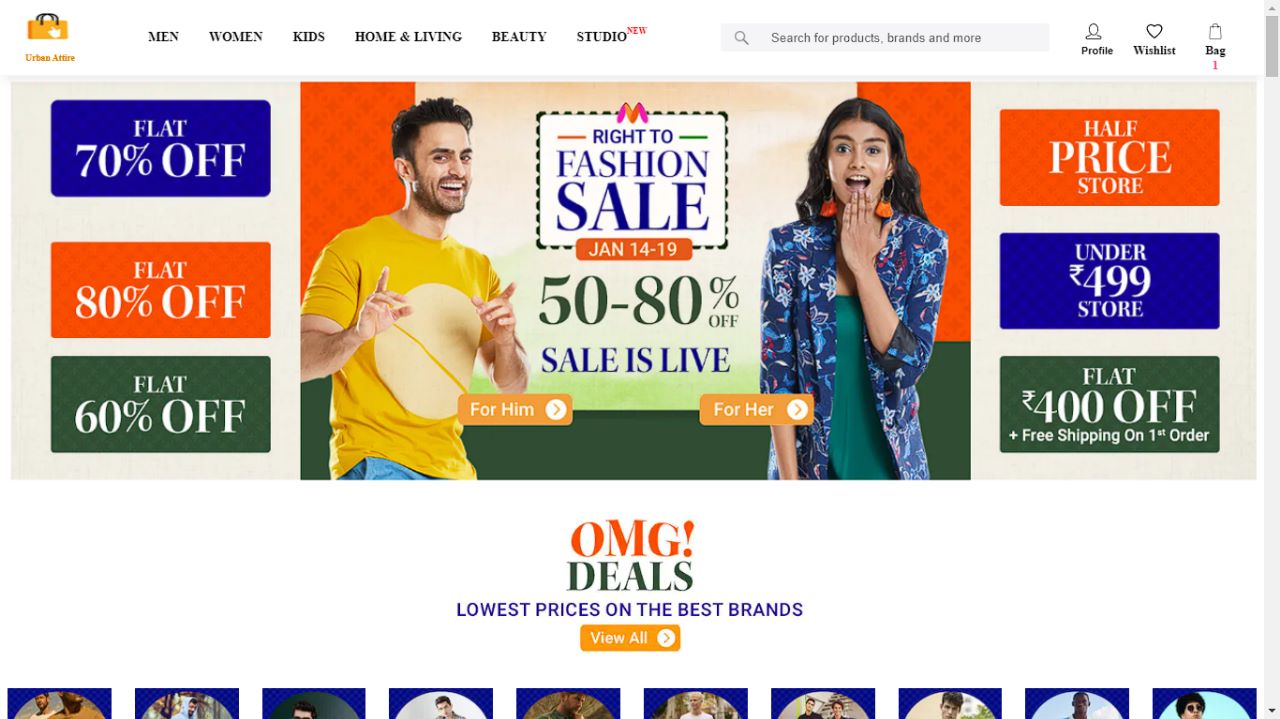 Urban Attire
MEN
WOMEN
KIDS
HOME & LIVING
BEAUTY
STUDIO NEW
Search for products, brands and more
Profile
Wishlist
Bag
1
FLAT
70% OFF
FLAT
80% OFF
FLAT
60% OFF
RIGHT TO
FASHION
SALE
JAN 14-19
50-80%
OFF
SALE IS LIVE
For Him
For Her
HALF
PRICE
STORE
UNDER
₹499
STORE
FLAT
₹400 OFF
+ Free Shipping On 1st Order
OMG!
DEALS
LOWEST PRICES ON THE BEST BRANDS
View All